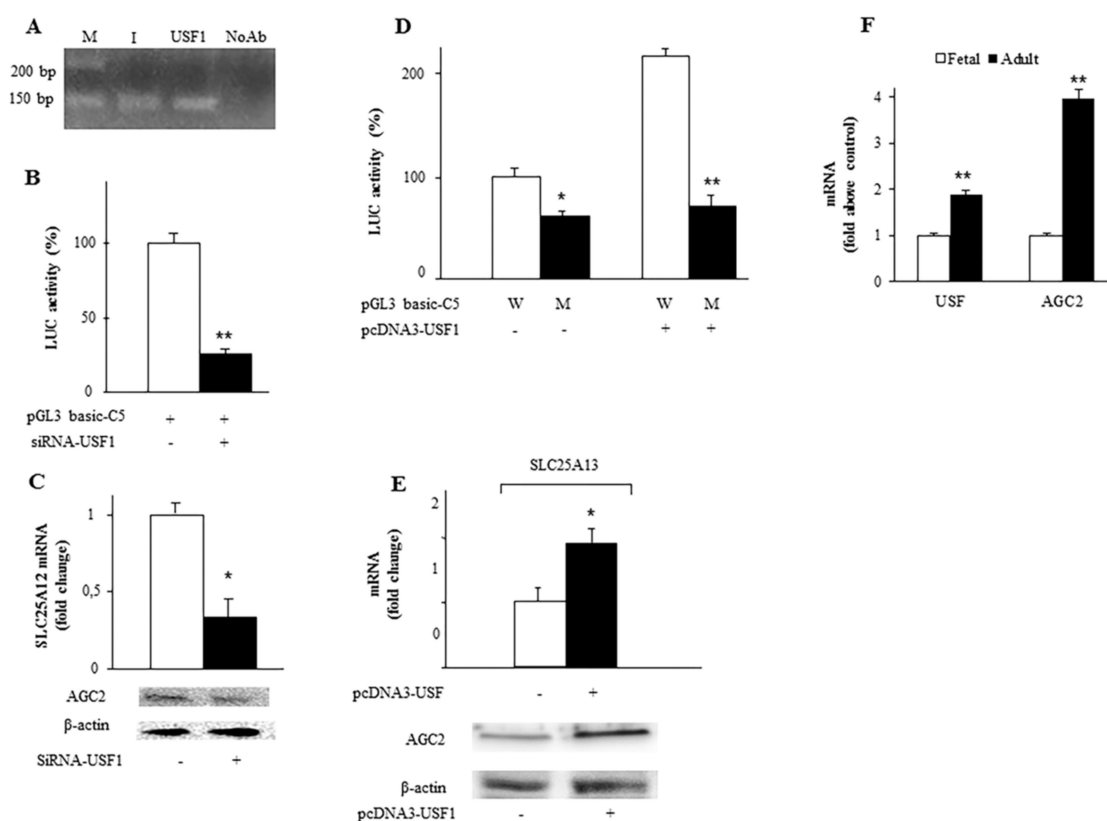 A
M I USF1 NoAb
200 bp
150 bp
B
LUC activity (%)
100
50
0
**
pGL3 basic-C5 + +
siRNA-USF1 - +
C
SLC25A12 mRNA
(fold change)
1
0,5
0
*
AGC2
β-actin
SiRNA-USF1 - +
D
LUC activity (%)
200
100
0
*
**
pGL3 basic-C5 W M W M
pcDNA3-USF1 - - + +
E
SLC25A13
mRNA
(fold change)
2
1
0
*
pcDNA3-USF - +
AGC2
β-actin
pcDNA3-USF1 - +
F
Fetal Adult
mRNA
(fold above control)
4
2
1
0
**
**
USF AGC2